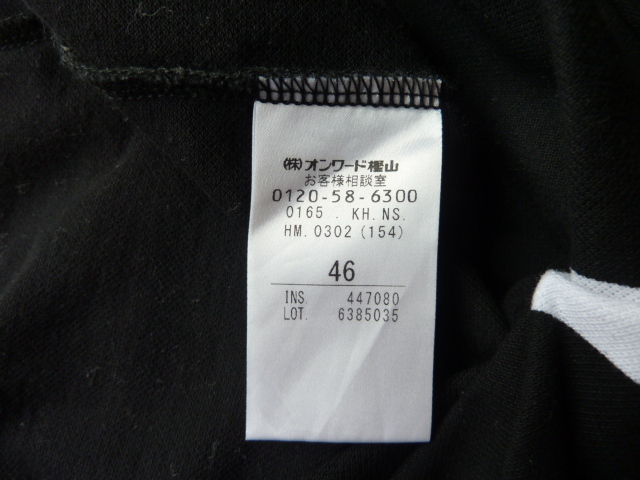 ㈱オンワード樫山
お客様相談室
0120-58-6300
0165 . KH.NS.
HM.0302(154)
46
INS. 447080
LOT. 6385035